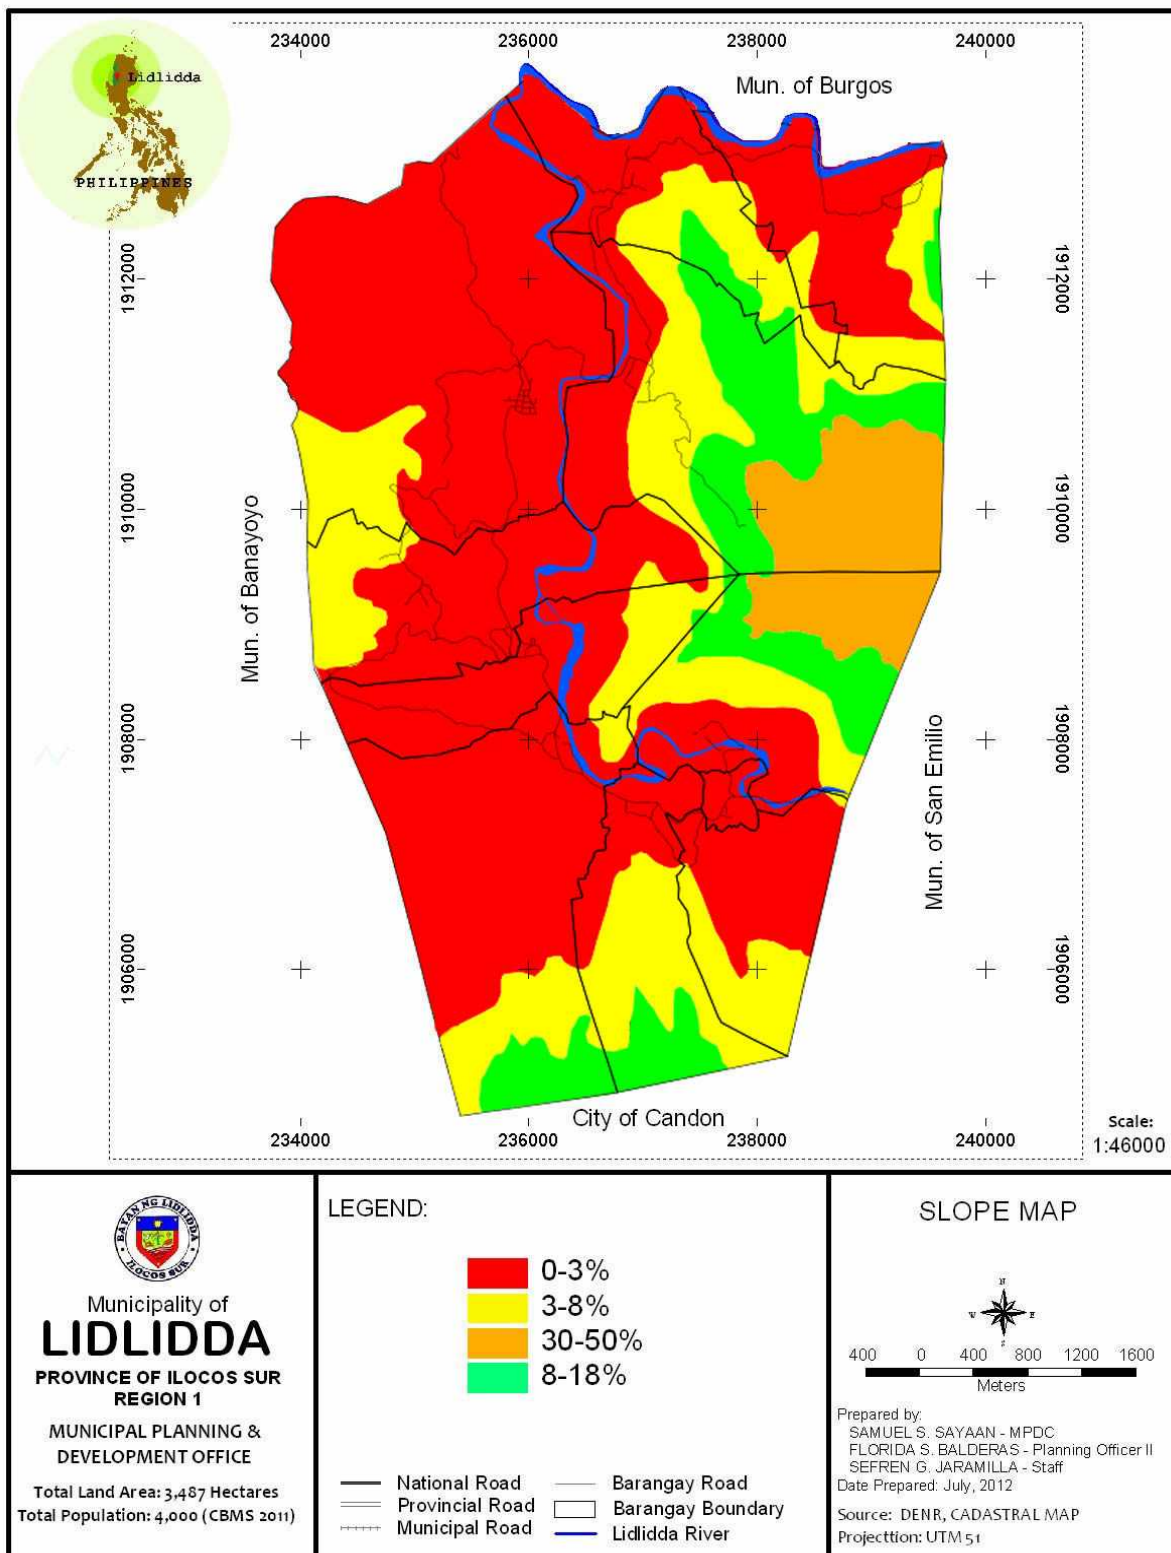 234000
236000
238000
240000
Lidlidda
PHILIPPINES
Mun. of Burgos
1912000
1912000
1910000
1910000
Mun. of Banayoyo
1908000
1908000
Mun. of San Emilio
1906000
1906000
City of Candon
234000
236000
238000
240000
Scale:
1:46000
BAYAN NG LIDLIDDA
ILOCOS SUR
Municipality of
LIDLIDDA
PROVINCE OF ILOCOS SUR
REGION 1
MUNICIPAL PLANNING &
DEVELOPMENT OFFICE
Total Land Area: 3,487 Hectares
Total Population: 4,000 (CBMS 2011)
LEGEND:
0-3%
3-8%
30-50%
8-18%
National Road
Provincial Road
Municipal Road
Barangay Road
Barangay Boundary
Lidlidda River
SLOPE MAP
N
W
E
S
400 0 400 800 1200 1600
Meters
Prepared by:
SAMUEL S. SAYAAN - MPDC
FLORIDA S. BALDERAS - Planning Officer II
SEFREN G. JARAMILLA - Staff
Date Prepared: July, 2012
Source: DENR, CADASTRAL MAP
Projecttion: UTM 51